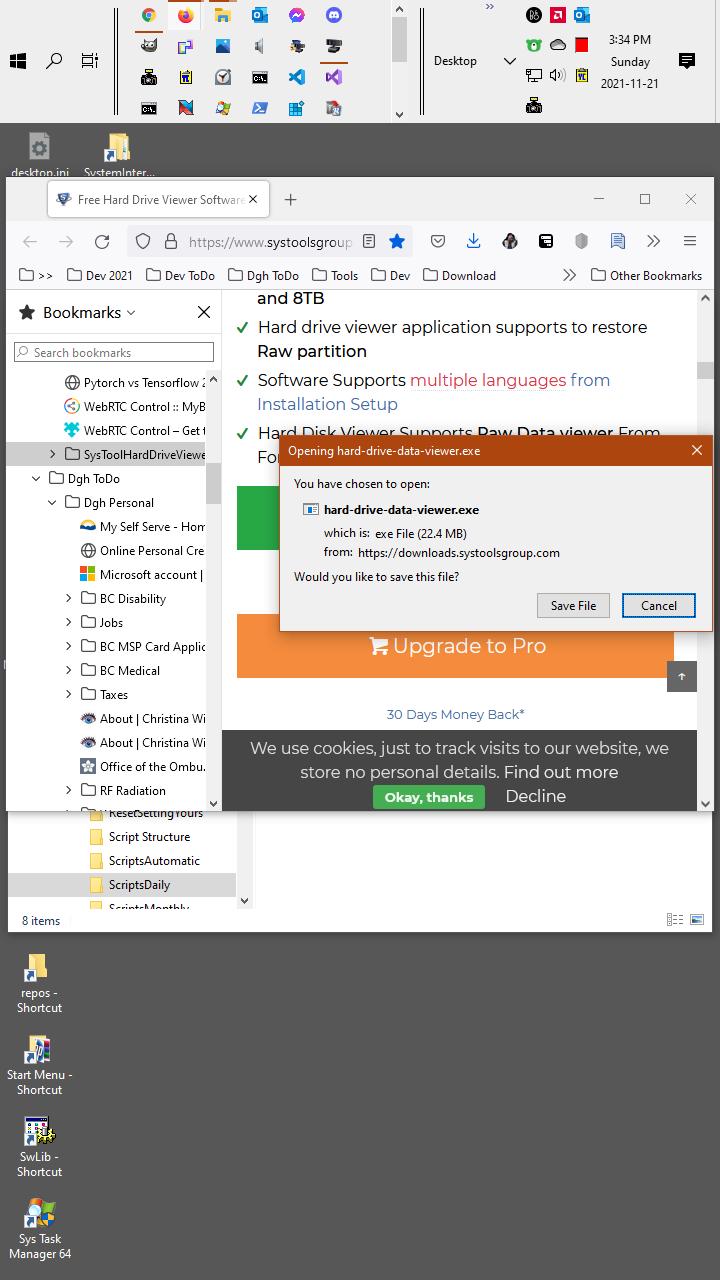 »
3:34 PM
Desktop
Sunday
2021-11-21
desktop.ini
SystemInter...
Free Hard Drive Viewer Software
https://www.systoolsgroup
>>
Dev 2021
Dev ToDo
Dgh ToDo
Tools
Dev
Download
Other Bookmarks
Bookmarks
Search bookmarks
Pytorch vs Tensorflow 2
WebRTC Control :: MyB
WebRTC Control – Get t
SysToolHardDriveViewe
Dgh ToDo
Dgh Personal
My Self Serve - Hom
Online Personal Cre
Microsoft account |
BC Disability
Jobs
BC MSP Card Applic
BC Medical
Taxes
About | Christina Wi
About | Christina Wi
Office of the Ombu.
RF Radiation
and 8TB
Hard drive viewer application supports to restore
Raw partition
Software Supports multiple languages from
Installation Setup
Hard Disk Viewer Supports Raw Data viewer From
For
Opening hard-drive-data-viewer.exe
You have chosen to open:
hard-drive-data-viewer.exe
which is: exe File (22.4 MB)
from: https://downloads.systoolsgroup.com
Would you like to save this file?
Save File
Cancel
Upgrade to Pro
30 Days Money Back*
We use cookies, just to track visits to our website, we
store no personal details. Find out more
Okay, thanks
Decline
ResetSettingYours
Script Structure
ScriptsAutomatic
ScriptsDaily
ScriptsMonthly
8 items
repos -
Shortcut
Start Menu -
Shortcut
SwLib -
Shortcut
Sys Task
Manager 64